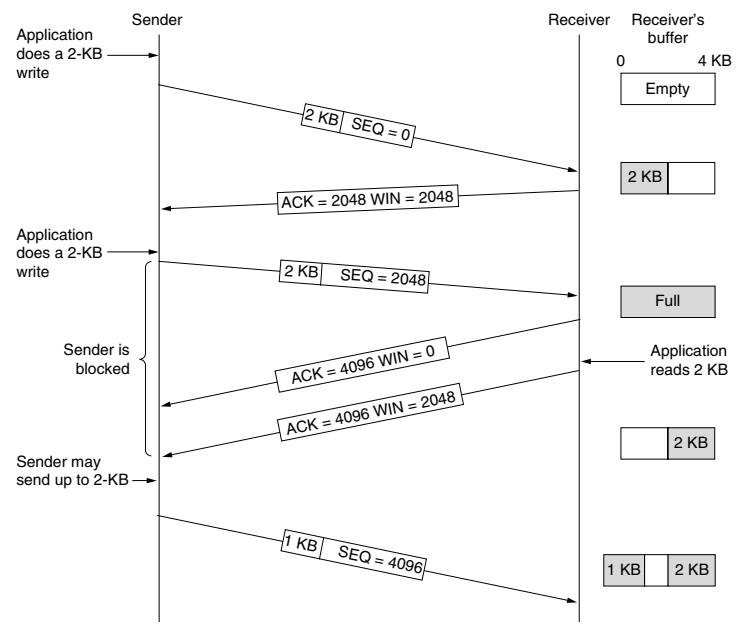 Sender
Receiver
Receiver's
buffer
Application
does a 2-KB
write
0
4 KB
Empty
2 KB
SEQ = 0
2 KB
ACK = 2048 WIN = 2048
Application
does a 2-KB
write
2 KB
SEQ = 2048
Full
Sender is
blocked
ACK = 4096 WIN = 0
Application
reads 2 KB
ACK = 4096 WIN = 2048
2 KB
Sender may
send up to 2-KB
1 KB
SEQ = 4096
1 KB
2 KB